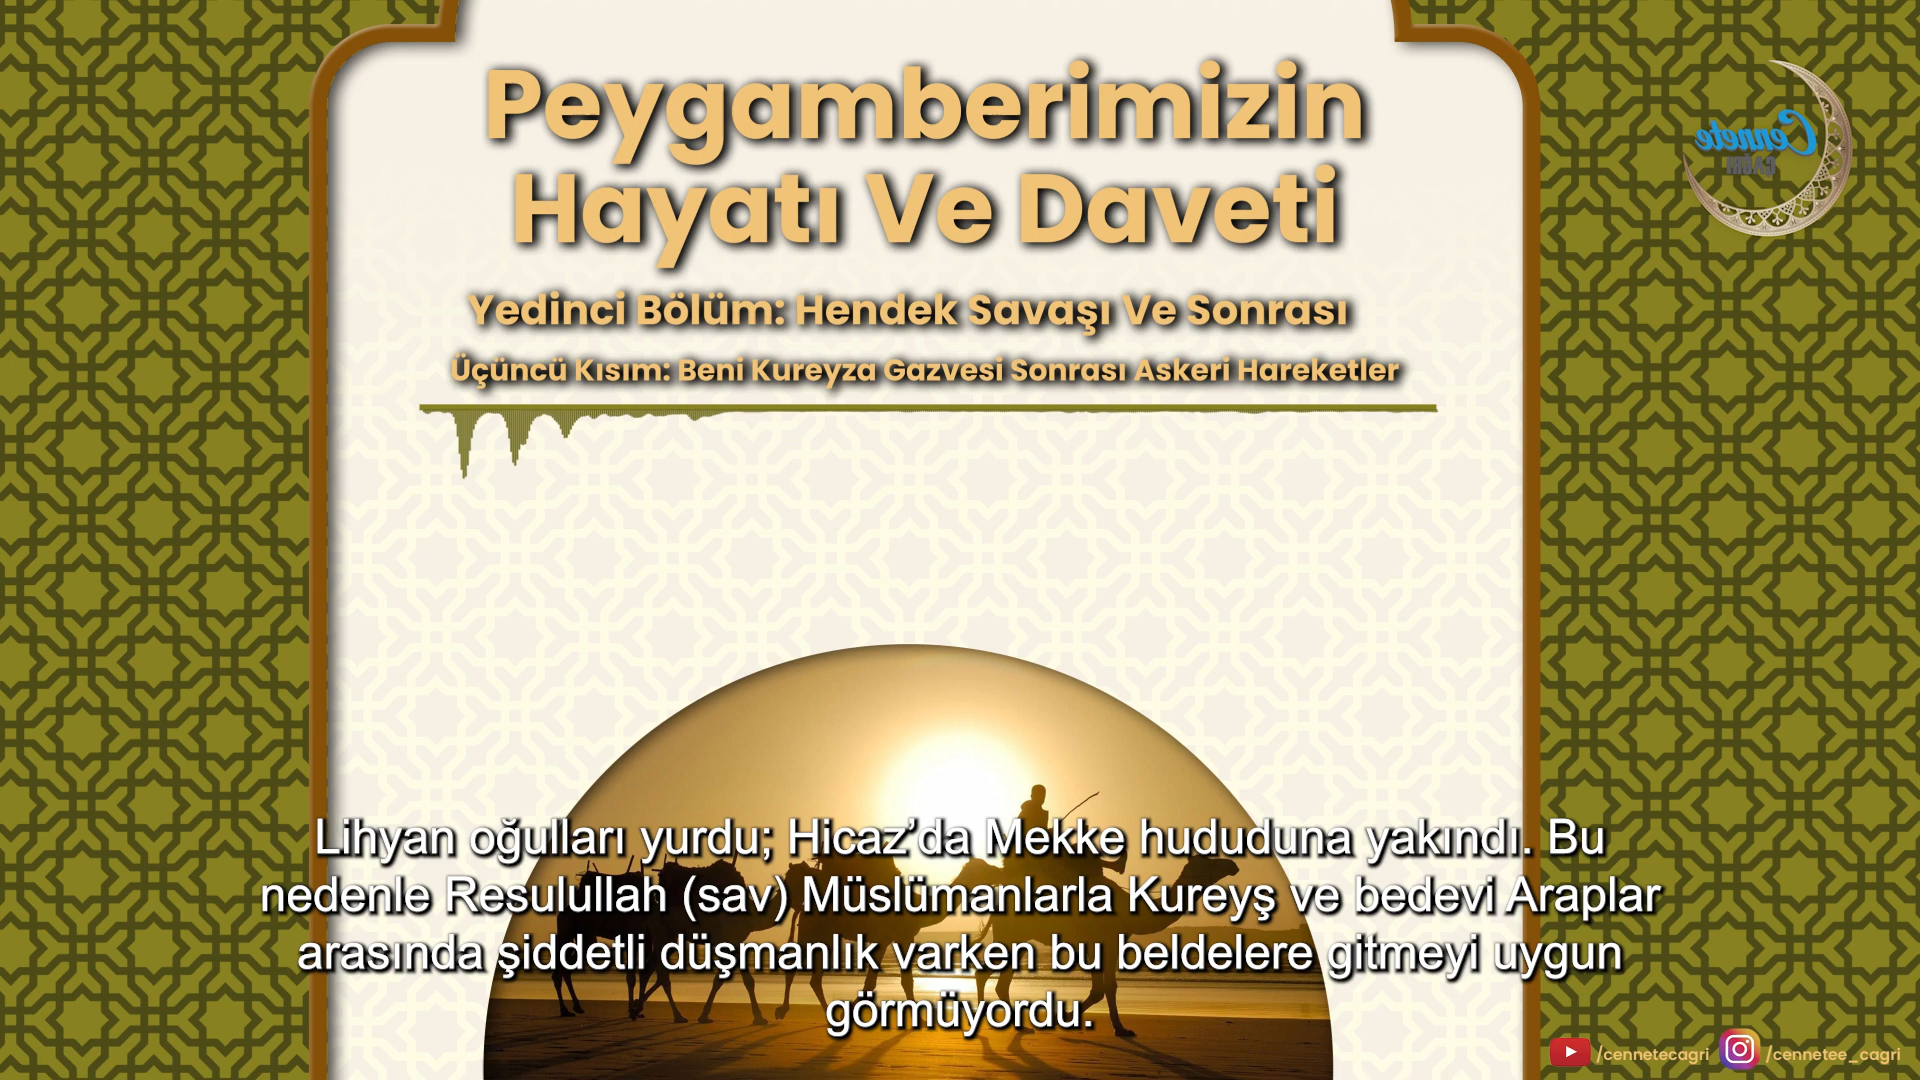 Peygamberimizin
Hayatı Ve Daveti
Cennete
ÇAĞRI
Yedinci Bölüm: Hendek Savaşı Ve Sonrası
Üçüncü Kısım: Beni Kureyza Gazvesi Sonrası Askeri Hareketler
Lihyan oğulları yurdu; Hicaz’da Mekke hududuna yakındı. Bu
nedenle Resulullah (sav) Müslümanlarla Kureyş ve bedevi Araplar
arasında şiddetli düşmanlık varken bu beldelere gitmeyi uygun
görmüyordu.
/cennetecagri /cennetee_cagri